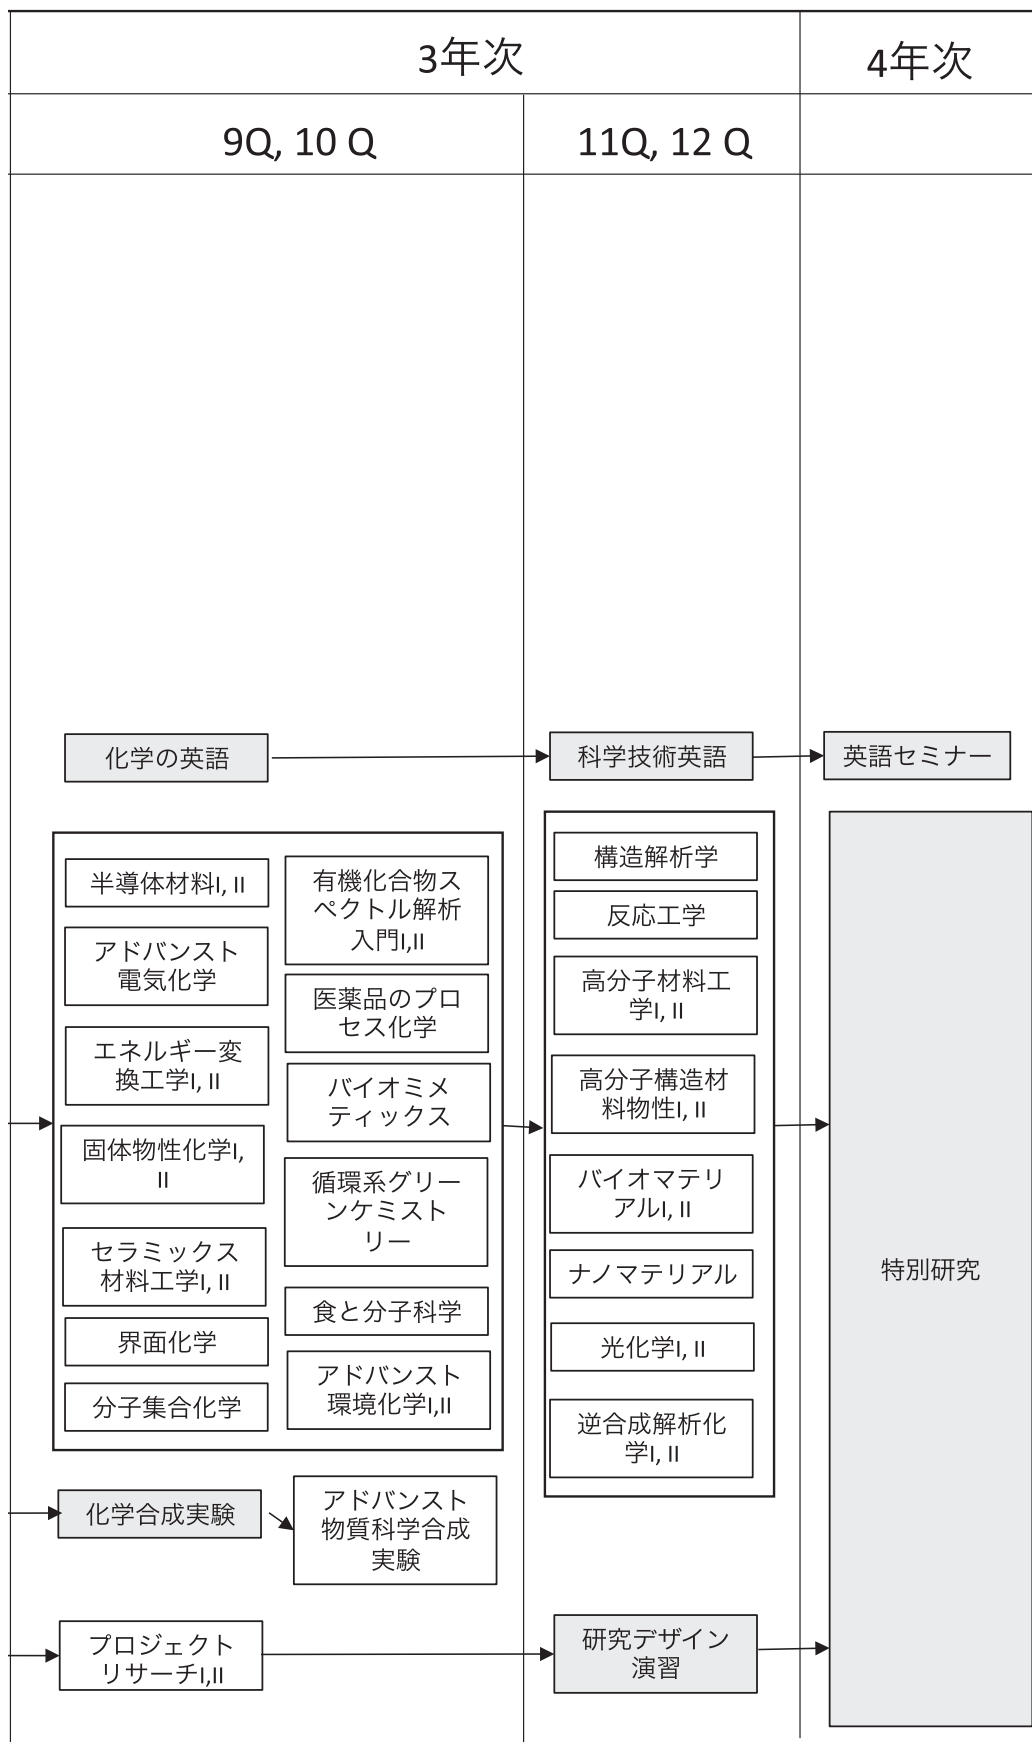 3年次
4年次
9Q, 10 Q
11Q, 12 Q
化学の英語
科学技術英語
英語セミナー
半導体材料I, II
アドバンスト
電気化学
エネルギー変
換工学I, II
固体物性化学I,
II
セラミックス
材料工学I, II
界面化学
分子集合化学
有機化合物ス
ペクトル解析
入門I,II
医薬品のプロ
セス化学
バイオミメ
ティックス
循環系グリー
ンケミスト
リー
食と分子科学
アドバンスト
環境化学I,II
構造解析学
反応工学
高分子材料工
学I, II
高分子構造材
料物性I, II
バイオマテリ
アルI, II
ナノマテリアル
光化学I, II
逆合成解析化
学I, II
特別研究
化学合成実験
アドバンスト
物質科学合成
実験
プロジェクト
リサーチI,II
研究デザイン
演習